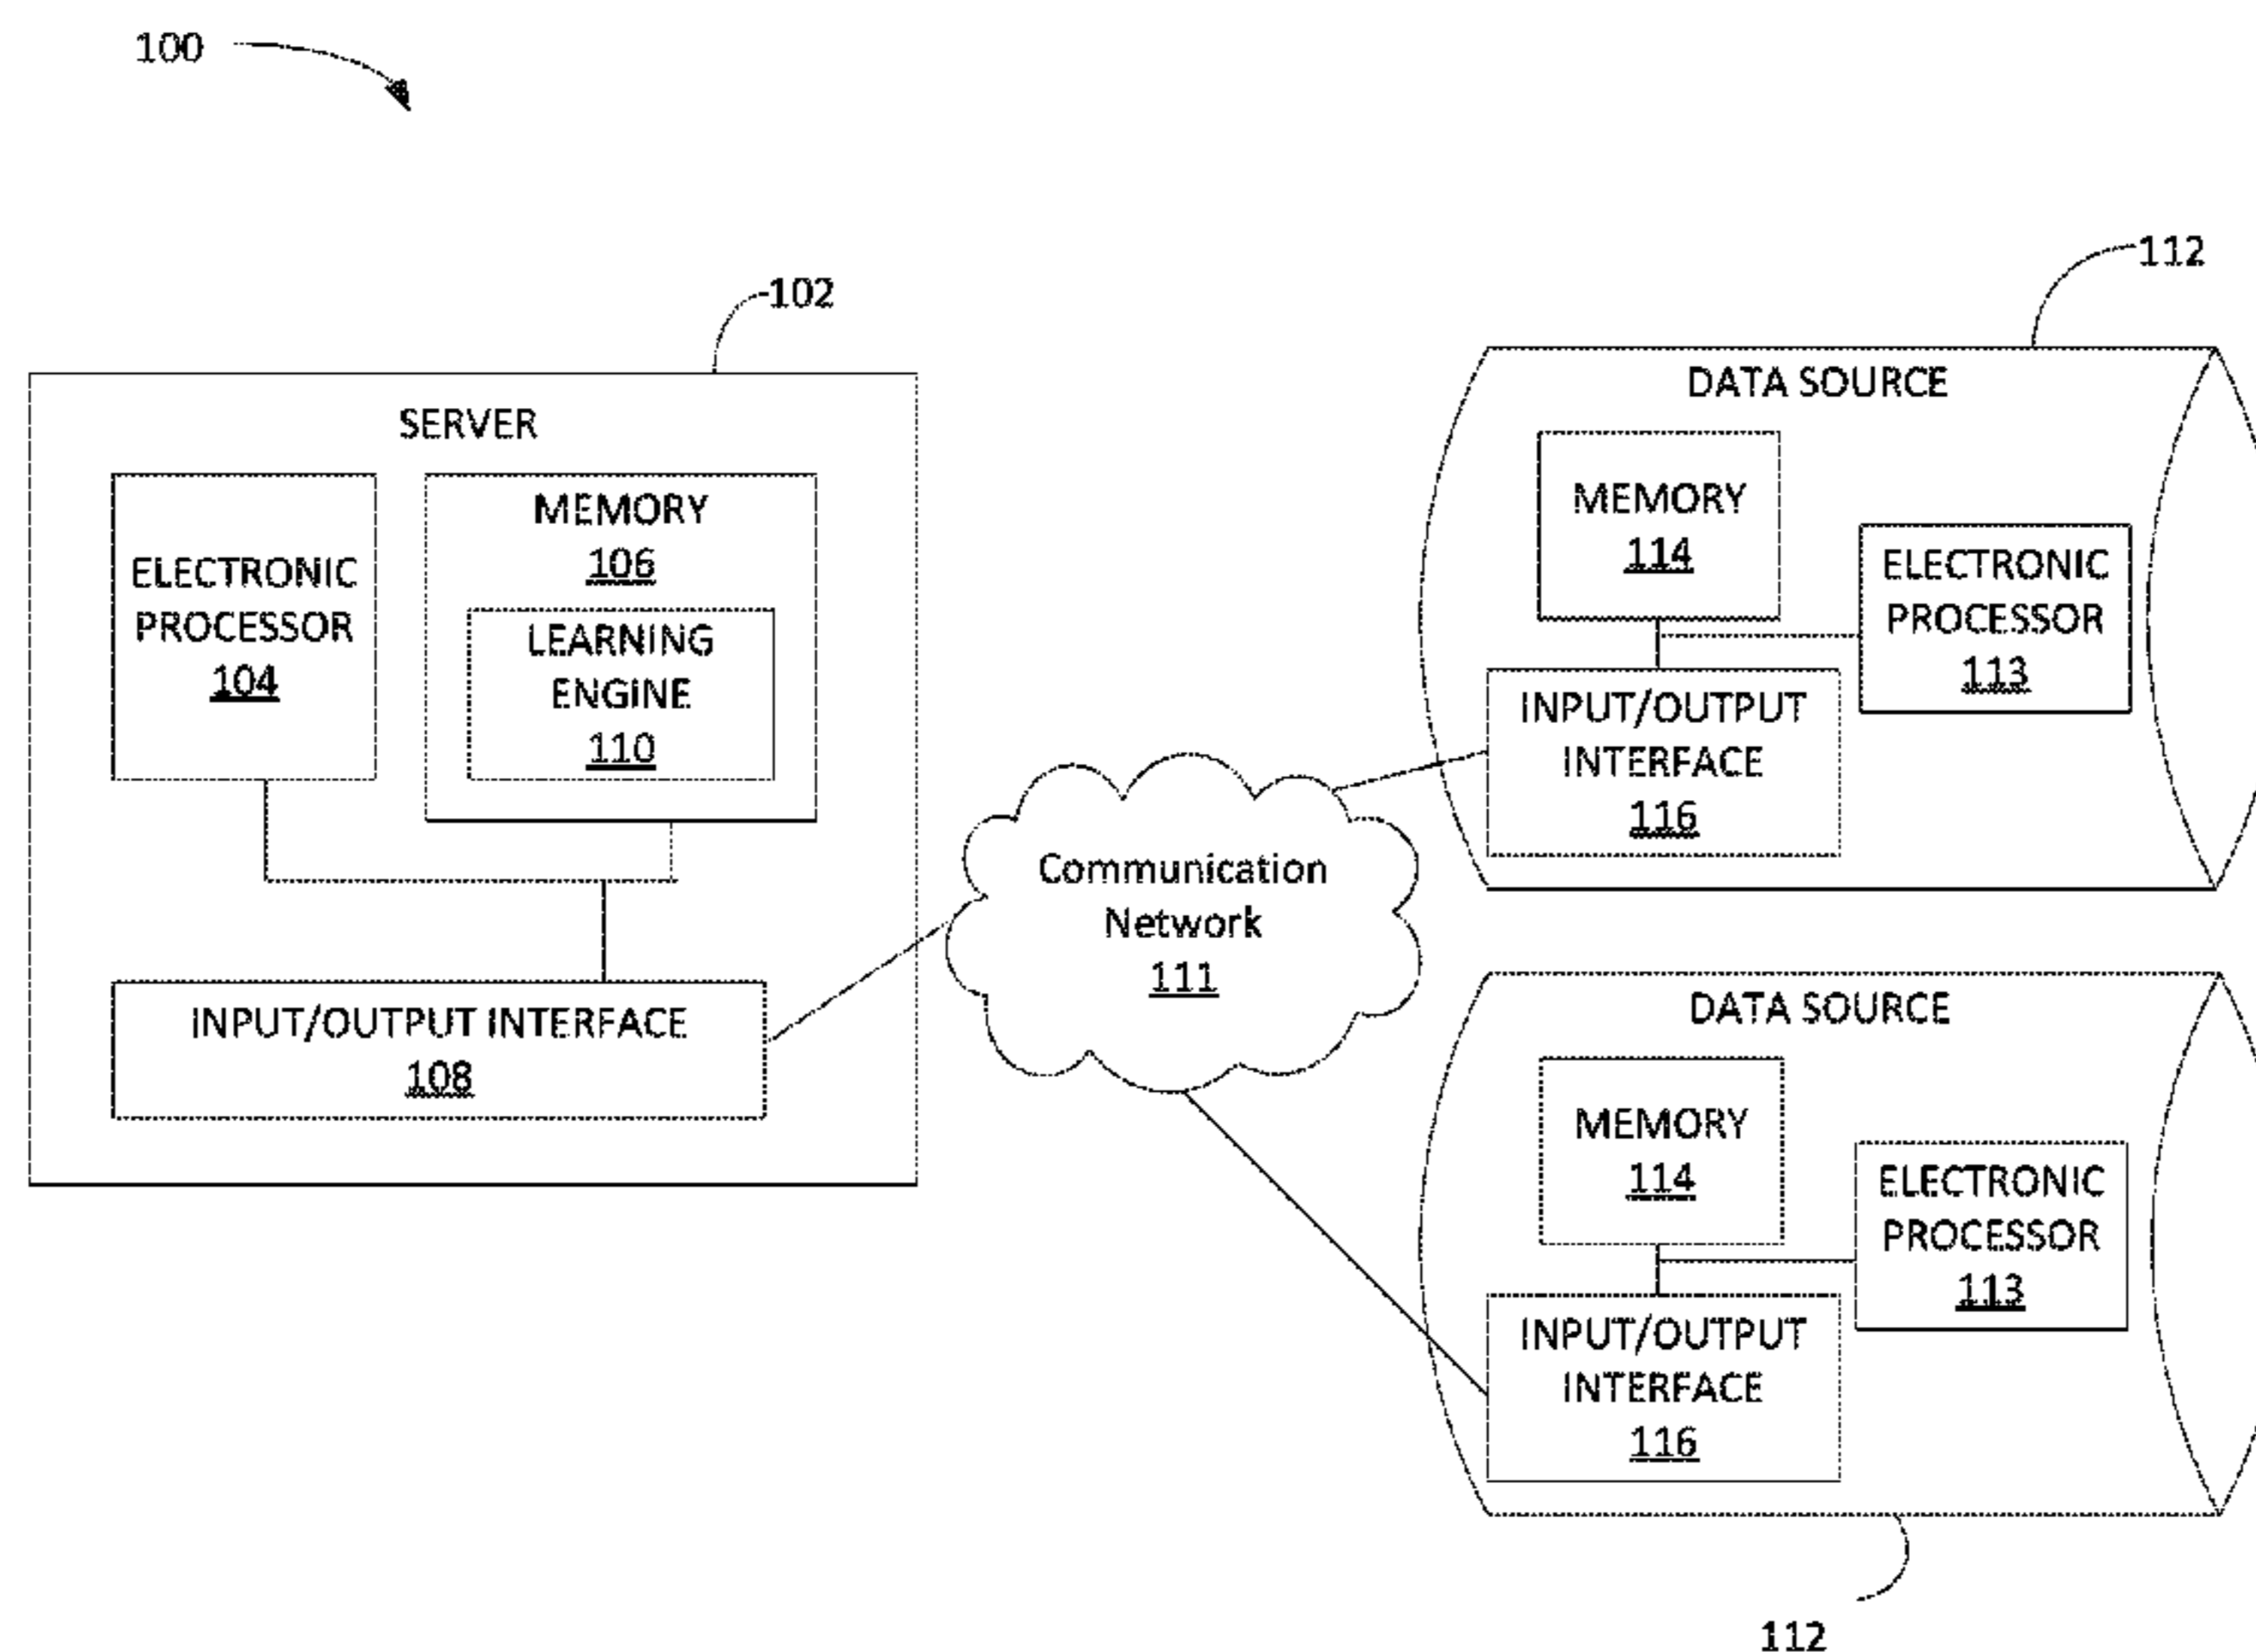 100
102
SERVER
ELECTRONIC
PROCESSOR
104
MEMORY
106
LEARNING
ENGINE
110
INPUT/OUTPUT INTERFACE
108
Communication
Network
111
112
DATA SOURCE
MEMORY
114
ELECTRONIC
PROCESSOR
113
INPUT/OUTPUT
INTERFACE
116
DATA SOURCE
MEMORY
114
ELECTRONIC
PROCESSOR
113
INPUT/OUTPUT
INTERFACE
116
112